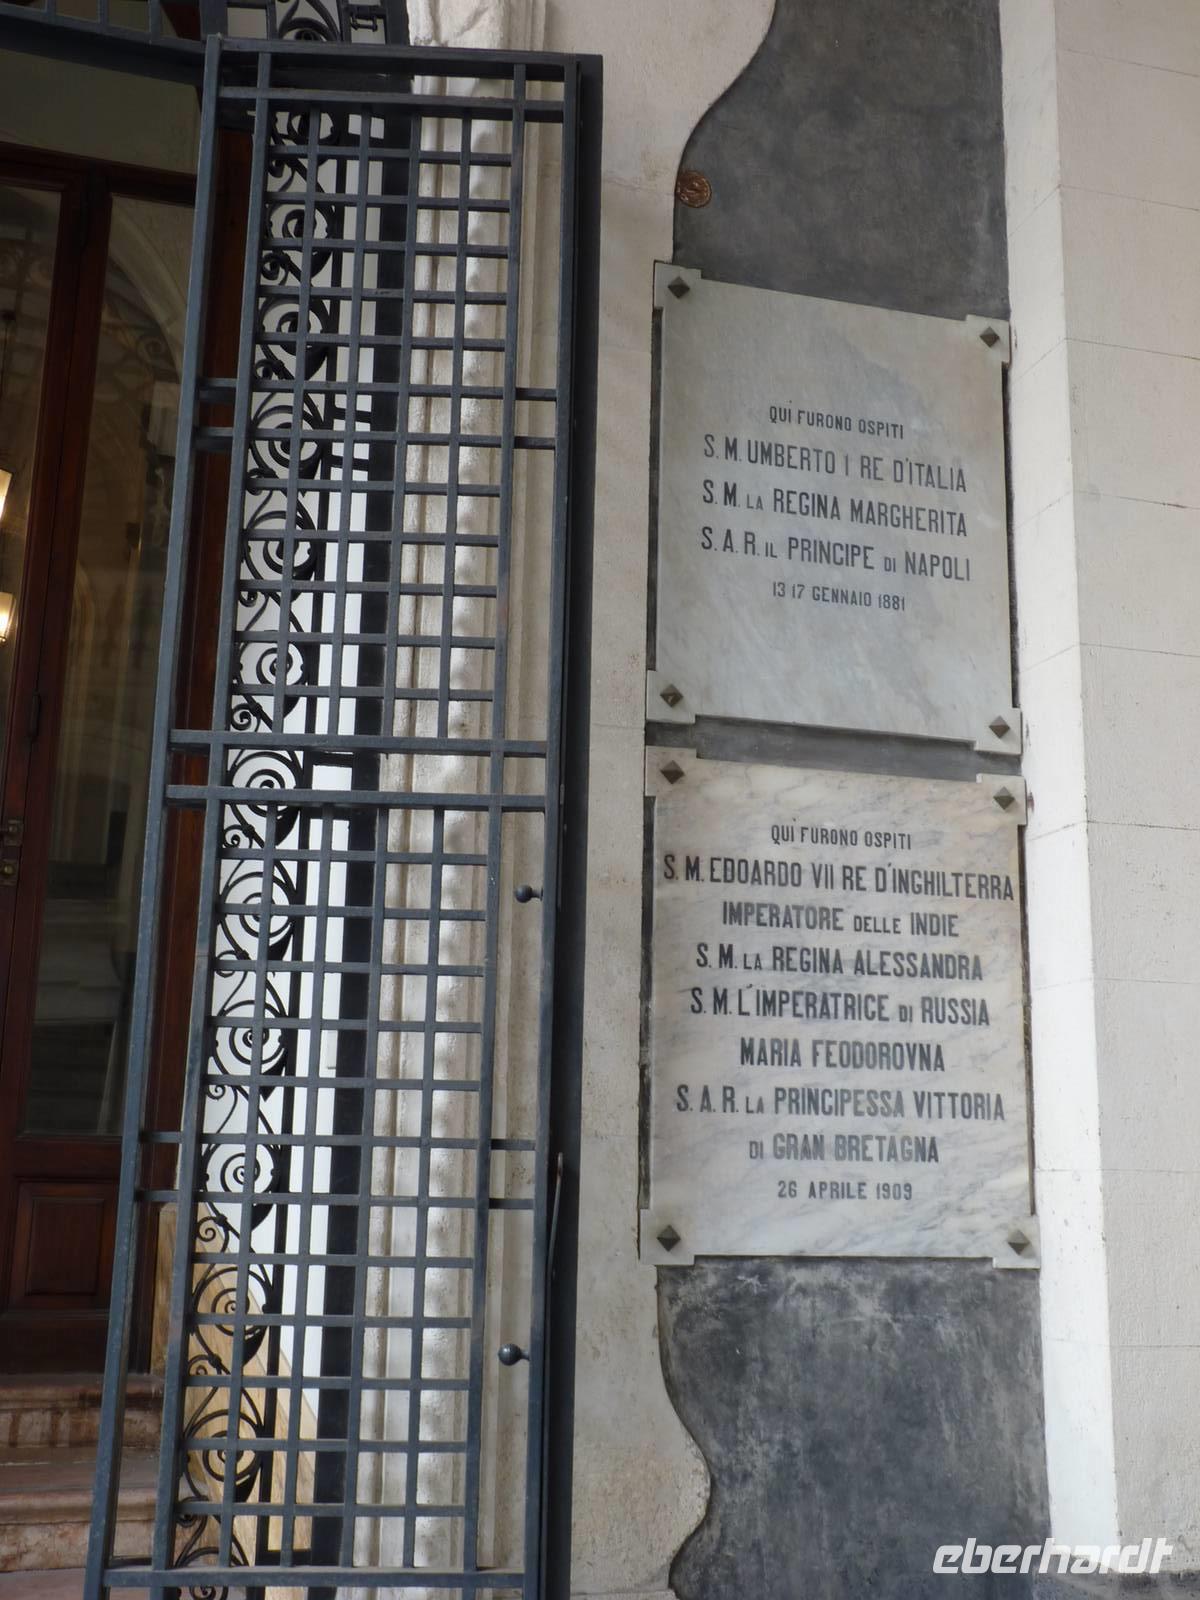 QUÌ FURONO OSPITI
S. M. UMBERTO I RE D'ITALIA
S. M. LA REGINA MARGHERITA
S. A. R. IL PRINCIPE DI NAPOLI
13 17 GENNAIO 1881
QUÌ FURONO OSPITI
S. M. EDOARDO VII RE D'INGHILTERRA
IMPERATORE DELLE INDIE
S. M. LA REGINA ALESSANDRA
S. M. L'IMPERATRICE DI RUSSIA
MARIA FEODOROVNA
S. A. R. LA PRINCIPESSA VITTORIA
DI GRAN BRETAGNA
26 APRILE 1909
eberhardt